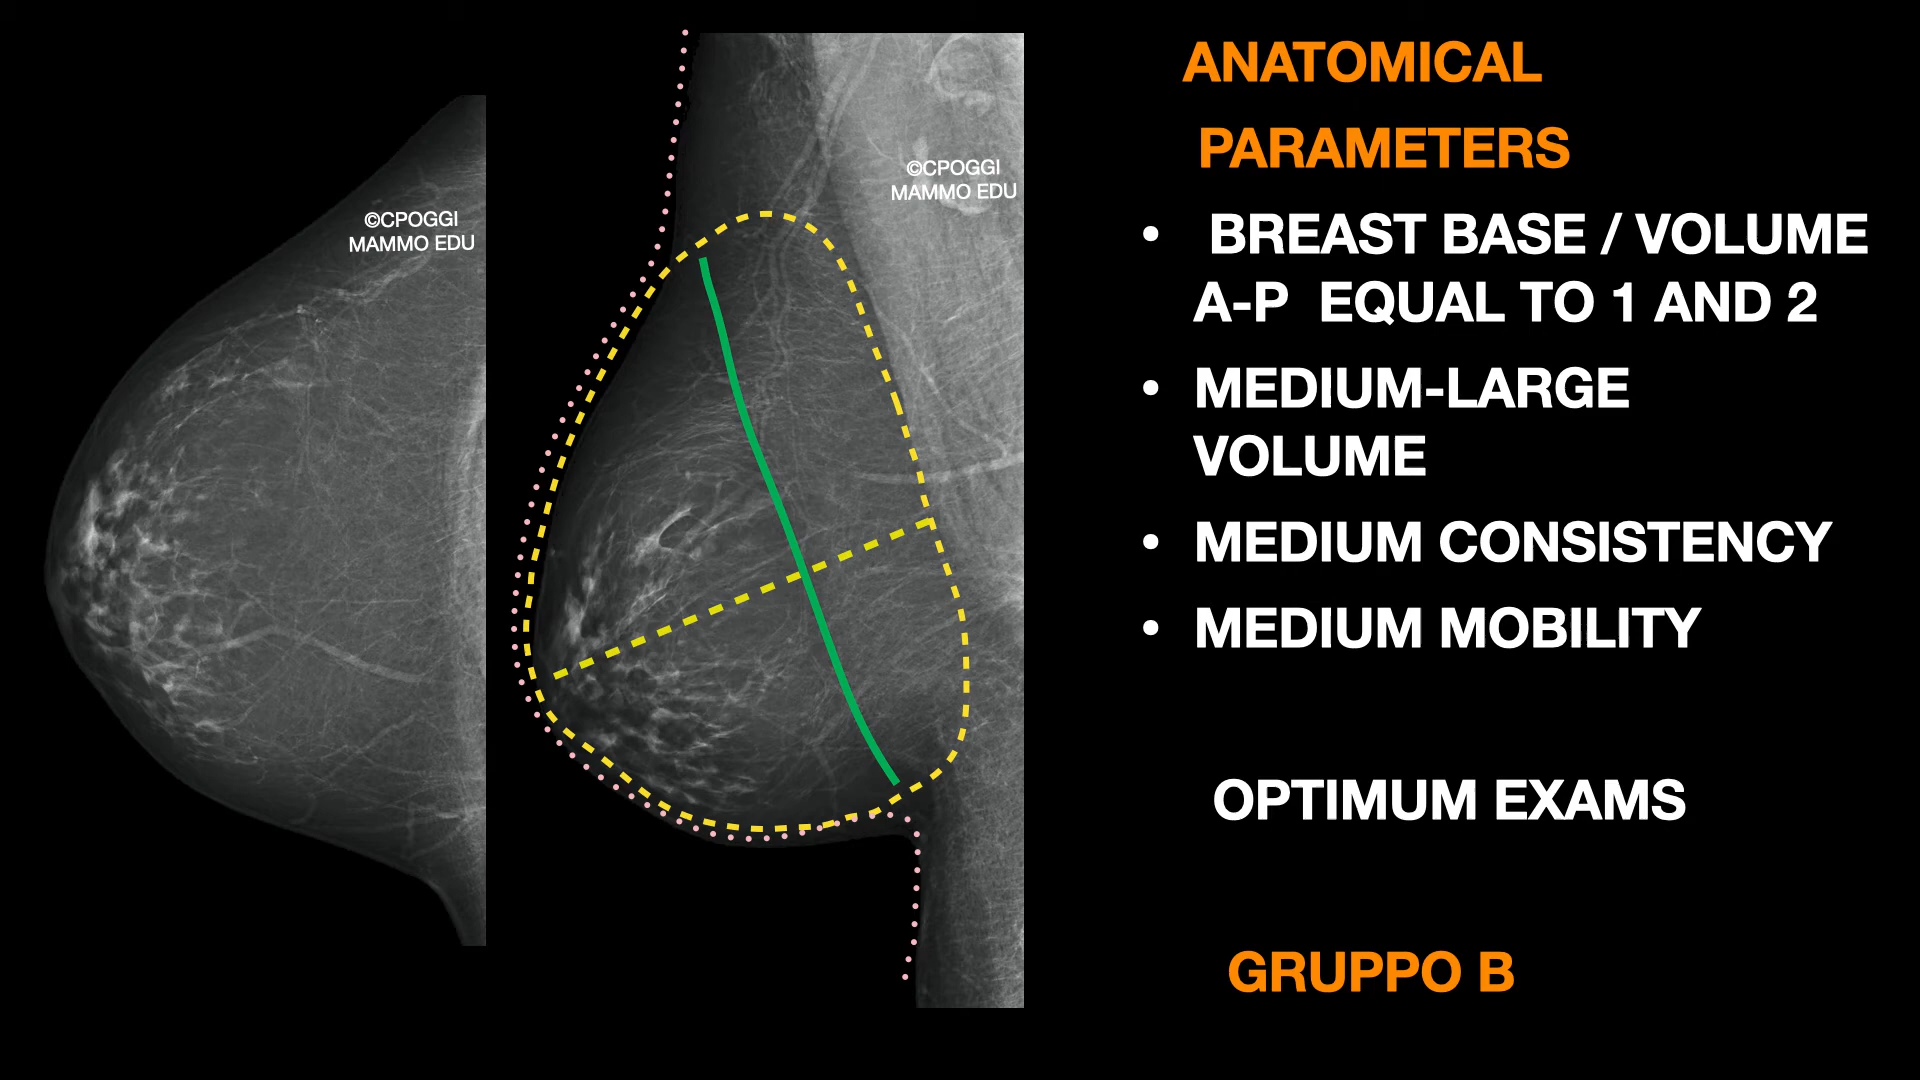 ©CPOGGI
MAMMO EDU
©CPOGGI
MAMMO EDU
ANATOMICAL
PARAMETERS
• BREAST BASE / VOLUME
A-P EQUAL TO 1 AND 2
• MEDIUM-LARGE
VOLUME
• MEDIUM CONSISTENCY
• MEDIUM MOBILITY
OPTIMUM EXAMS
GRUPPO B